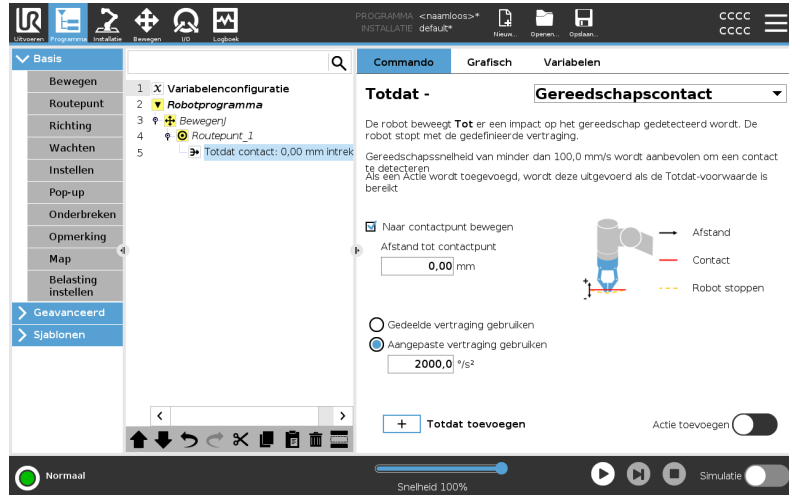 UR
Uitvoeren
Programma
Installatie
Bewegen
I/O
Logboek
PROGRAMMA <naamloos>*
INSTALLATIE default*
Nieuw...
Openen...
Opslaan...
CCCC
CCCC
Basis
Bewegen
Routepunt
Richting
Wachten
Instellen
Pop-up
Onderbreken
Opmerking
Map
Belasting
instellen
Geavanceerd
Sjablonen
1 X Variabelenconfiguratie
2 Robotprogramma
3 BewegenJ
4 Routepunt_1
5 Totdat contact: 0,00 mm intrek
Commando
Grafisch
Variabelen
Totdat -
Gereedschapscontact
De robot beweegt Tot er een impact op het gereedschap gedetecteerd wordt. De
robot stopt met de gedefinieerde vertraging.
Gereedschapssnelheid van minder dan 100,0 mm/s wordt aanbevolen om een contact
te detecteren
Als een Actie wordt toegevoegd, wordt deze uitgevoerd als de Totdat-voorwaarde is
bereikt
Naar contactpunt bewegen
Afstand tot contactpunt
0,00 mm
Afstand
Contact
Robot stoppen
+
-
Gedeelde vertraging gebruiken
Aangepaste vertraging gebruiken
2000,0 °/s²
+ Totdat toevoegen
Actie toevoegen
Normaal
Snelheid 100%
Simulatie